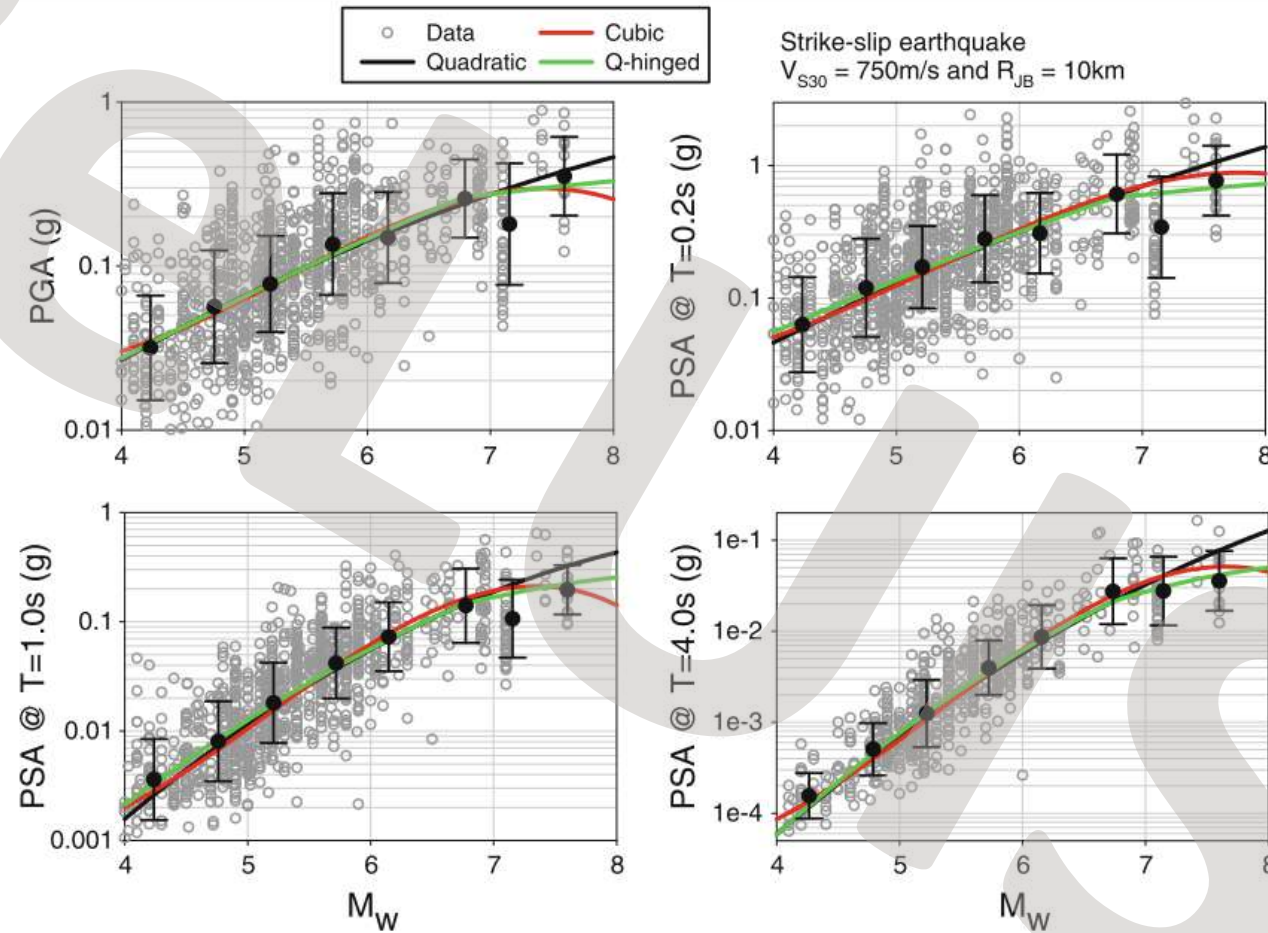 Data
Cubic
Quadratic
Q-hinged
Strike-slip earthquake
V_S30 = 750m/s and R_JB = 10km
PGA (g)
1
0.1
0.01
4 5 6 7 8
PSA @ T=0.2s (g)
1
0.1
0.01
4 5 6 7 8
PSA @ T=1.0s (g)
1
0.1
0.01
0.001
4 5 6 7 8
M_W
PSA @ T=4.0s (g)
1e-1
1e-2
1e-3
1e-4
4 5 6 7 8
M_W